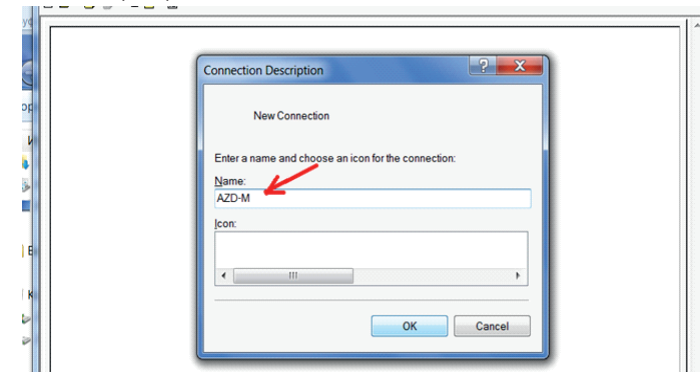 Connection Description
New Connection
Enter a name and choose an icon for the connection:
Name:
AZD-M
Icon:
OK
Cancel